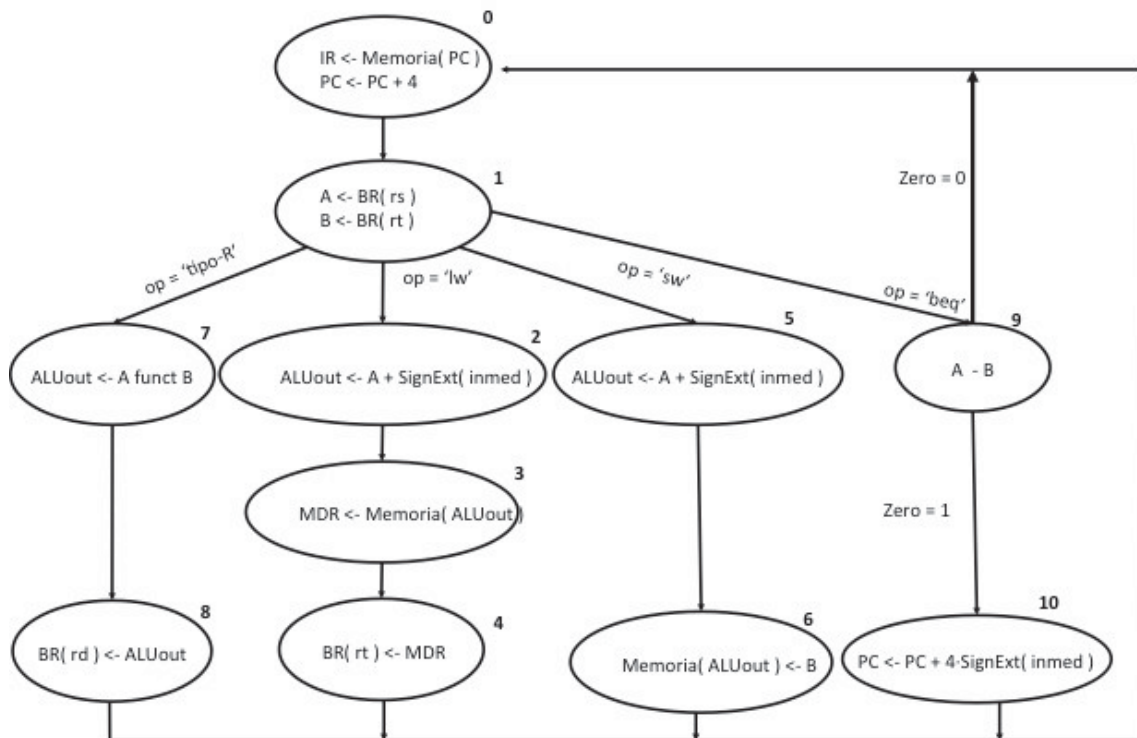 0
IR <- Memoria( PC )
PC <- PC + 4
1
A <- BR( rs )
B <- BR( rt )
Zero = 0
op = ‘tipo-R’
op = ‘lw’
op = ‘sw’
op = ‘beq’
7
2
5
9
ALUout <- A funct B
ALUout <- A + SignExt( inmed )
ALUout <- A + SignExt( inmed )
A - B
3
MDR <- Memoria( ALUout )
Zero = 1
8
4
6
10
BR( rd ) <- ALUout
BR( rt ) <- MDR
Memoria( ALUout ) <- B
PC <- PC + 4·SignExt( inmed )